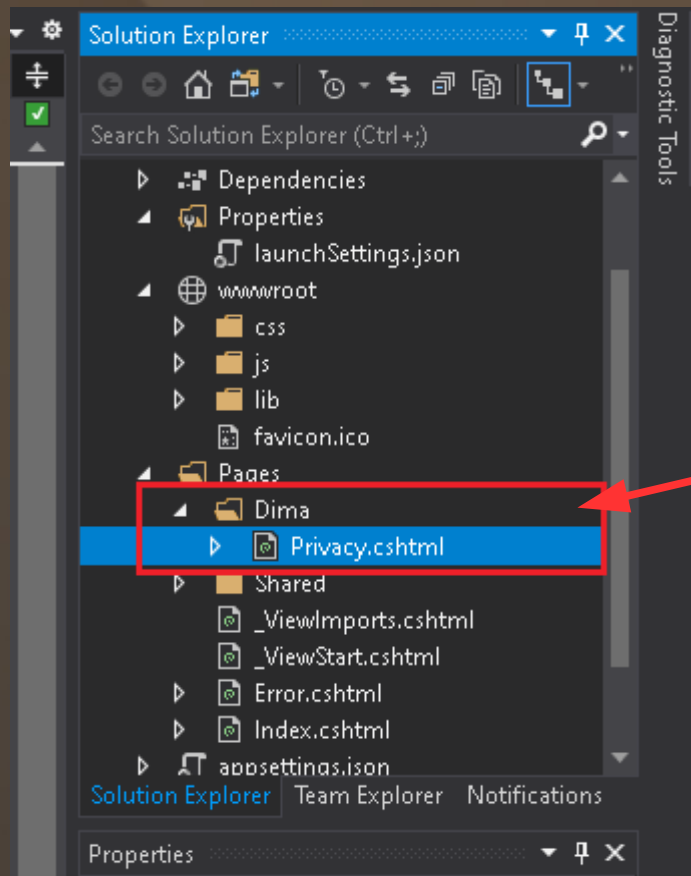 Solution Explorer
Search Solution Explorer (Ctrl+;)
Dependencies
Properties
launchSettings.json
wwwroot
css
js
lib
favicon.ico
Pages
Dima
Privacy.cshtml
Shared
_ViewImports.cshtml
_ViewStart.cshtml
Error.cshtml
Index.cshtml
appsettings.json
Solution Explorer Team Explorer Notifications
Properties
Diagnostic Tools